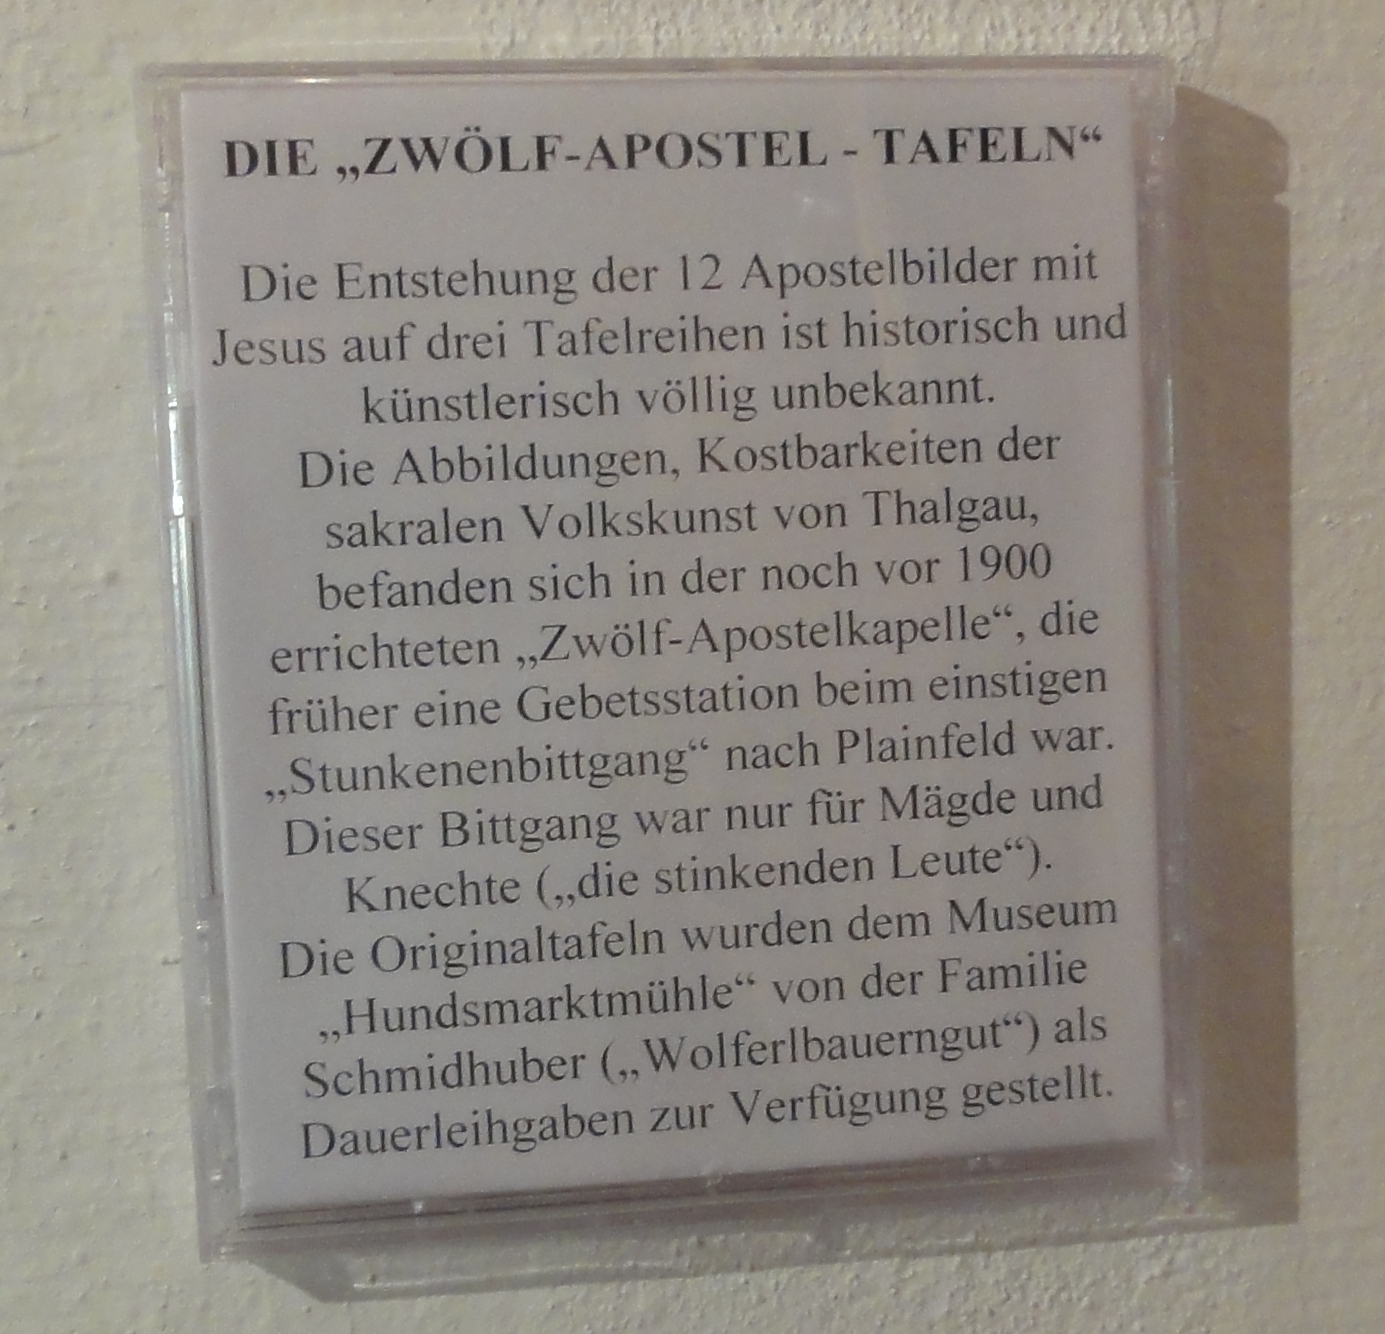 DIE „ZWÖLF-APOSTEL - TAFELN“
Die Entstehung der 12 Apostelbilder mit
Jesus auf drei Tafelreihen ist historisch und
künstlerisch völlig unbekannt.
Die Abbildungen, Kostbarkeiten der
sakralen Volkskunst von Thalgau,
befanden sich in der noch vor 1900
errichteten „Zwölf-Apostelkapelle“, die
früher eine Gebetsstation beim einstigen
„Stunkenenbittgang“ nach Plainfeld war.
Dieser Bittgang war nur für Mägde und
Knechte („die stinkenden Leute“).
Die Originaltafeln wurden dem Museum
„Hundsmarktmühle“ von der Familie
Schmidhuber („Wolferlbauerngut“) als
Dauerleihgaben zur Verfügung gestellt.